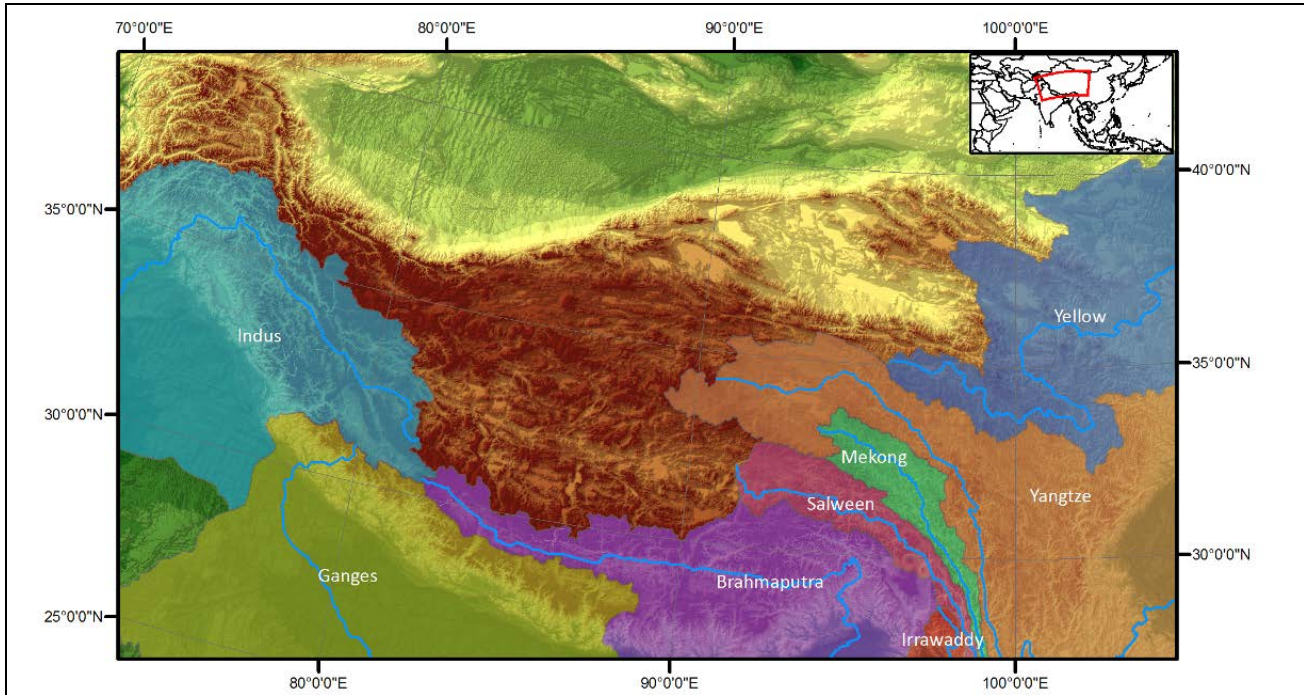 70°0'0"E
80°0'0"E
90°0'0"E
100°0'0"E
40°0'0"N
35°0'0"N
Yellow
Indus
35°0'0"N
30°0'0"N
Mekong
Yangtze
Salween
30°0'0"N
Ganges
Brahmaputra
25°0'0"N
Irrawaddy
80°0'0"E
90°0'0"E
100°0'0"E